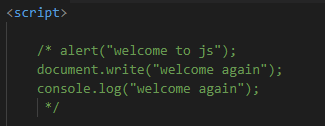 <script>
/* alert("welcome to js");
document.write("welcome again");
console.log("welcome again");
*/